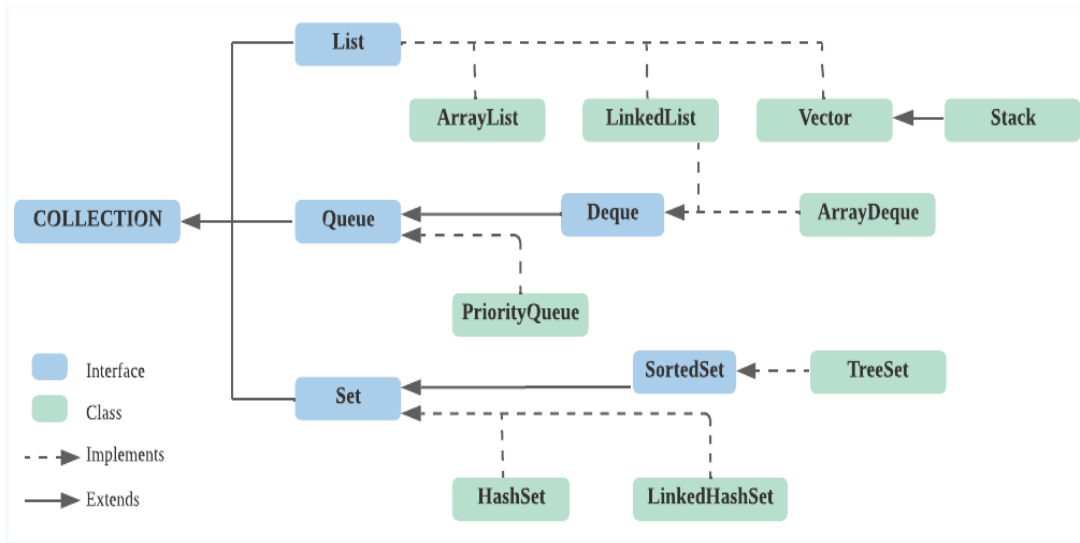 List
ArrayList
LinkedList
Vector
Stack
COLLECTION
Queue
Deque
ArrayDeque
PriorityQueue
Interface
Class
Implements
Extends
Set
SortedSet
TreeSet
HashSet
LinkedHashSet